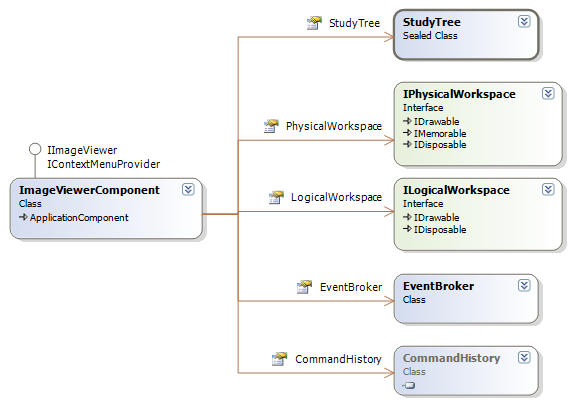 StudyTree
StudyTree
Sealed Class
PhysicalWorkspace
IPhysicalWorkspace
Interface
IDrawable
IMemorable
IDisposable
IImageViewer
IContextMenuProvider
ImageViewerComponent
Class
ApplicationComponent
LogicalWorkspace
ILogicalWorkspace
Interface
IDrawable
IDisposable
EventBroker
EventBroker
Class
CommandHistory
CommandHistory
Class